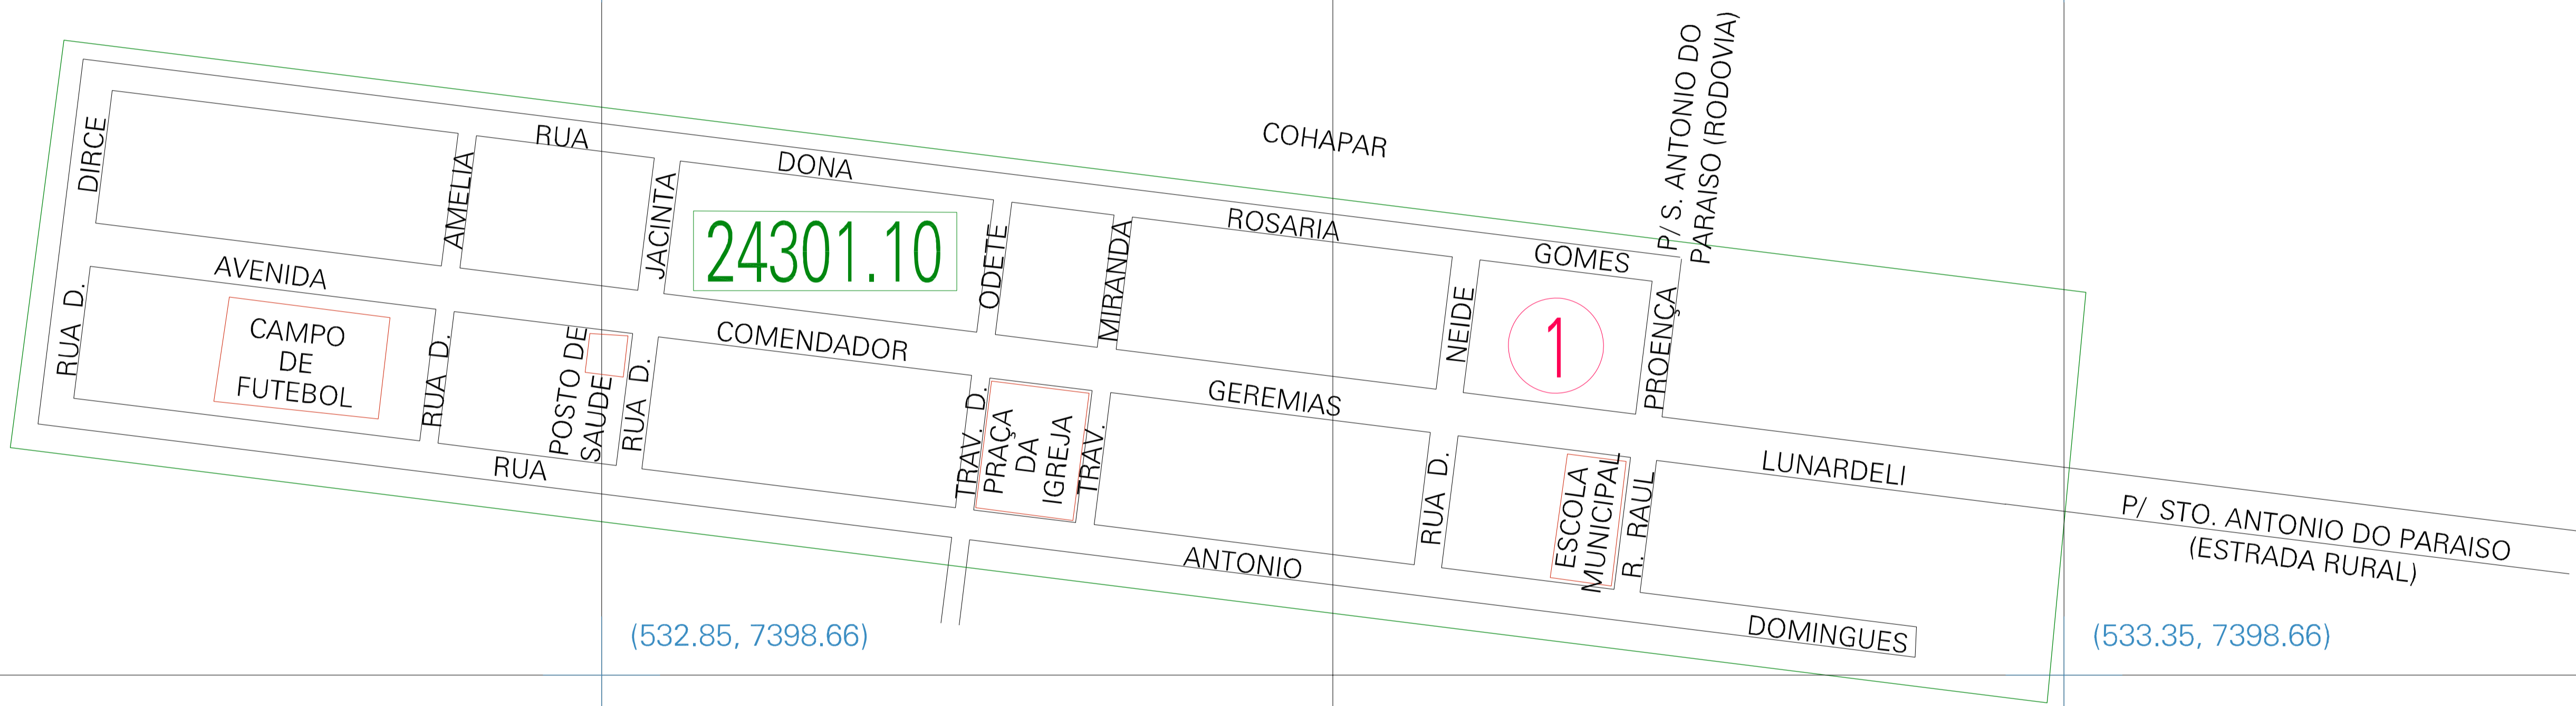 P/ S. ANTONIO DO
PARAISO (RODOVIA)
COHAPAR
RUA DONA ROSARIA GOMES
RUA D. DIRCE
RUA D. AMELIA
RUA D. JACINTA
24301.10
TRAV. D. ODETE
TRAV. MIRANDA
RUA D. NEIDE
1
R. RAUL PROENÇA
AVENIDA COMENDADOR GEREMIAS LUNARDELI
CAMPO
DE
FUTEBOL
POSTO DE
SAUDE
PRAÇA
DA
IGREJA
ESCOLA
MUNICIPAL
P/ STO. ANTONIO DO PARAISO
(ESTRADA RURAL)
RUA ANTONIO DOMINGUES
(532.85, 7398.66)
(533.35, 7398.66)